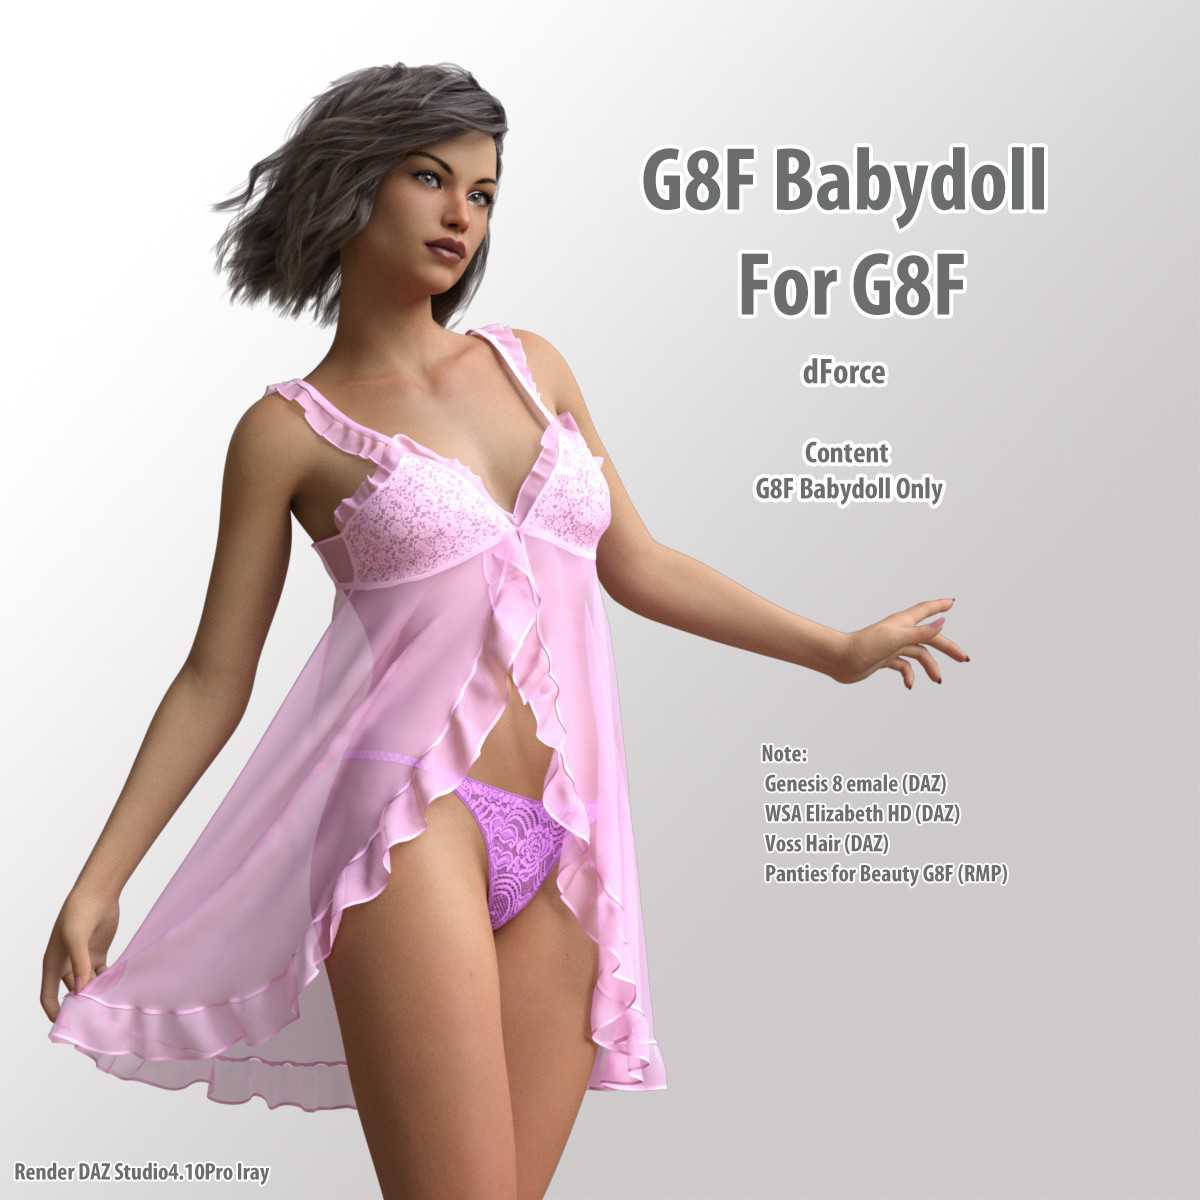 G8F Babydoll
For G8F
dForce
Content
G8F Babydoll Only
Note:
Genesis 8 emale (DAZ)
WSA Elizabeth HD (DAZ)
Voss Hair (DAZ)
Panties for Beauty G8F (RMP)
Render DAZ Studio4.10Pro Iray